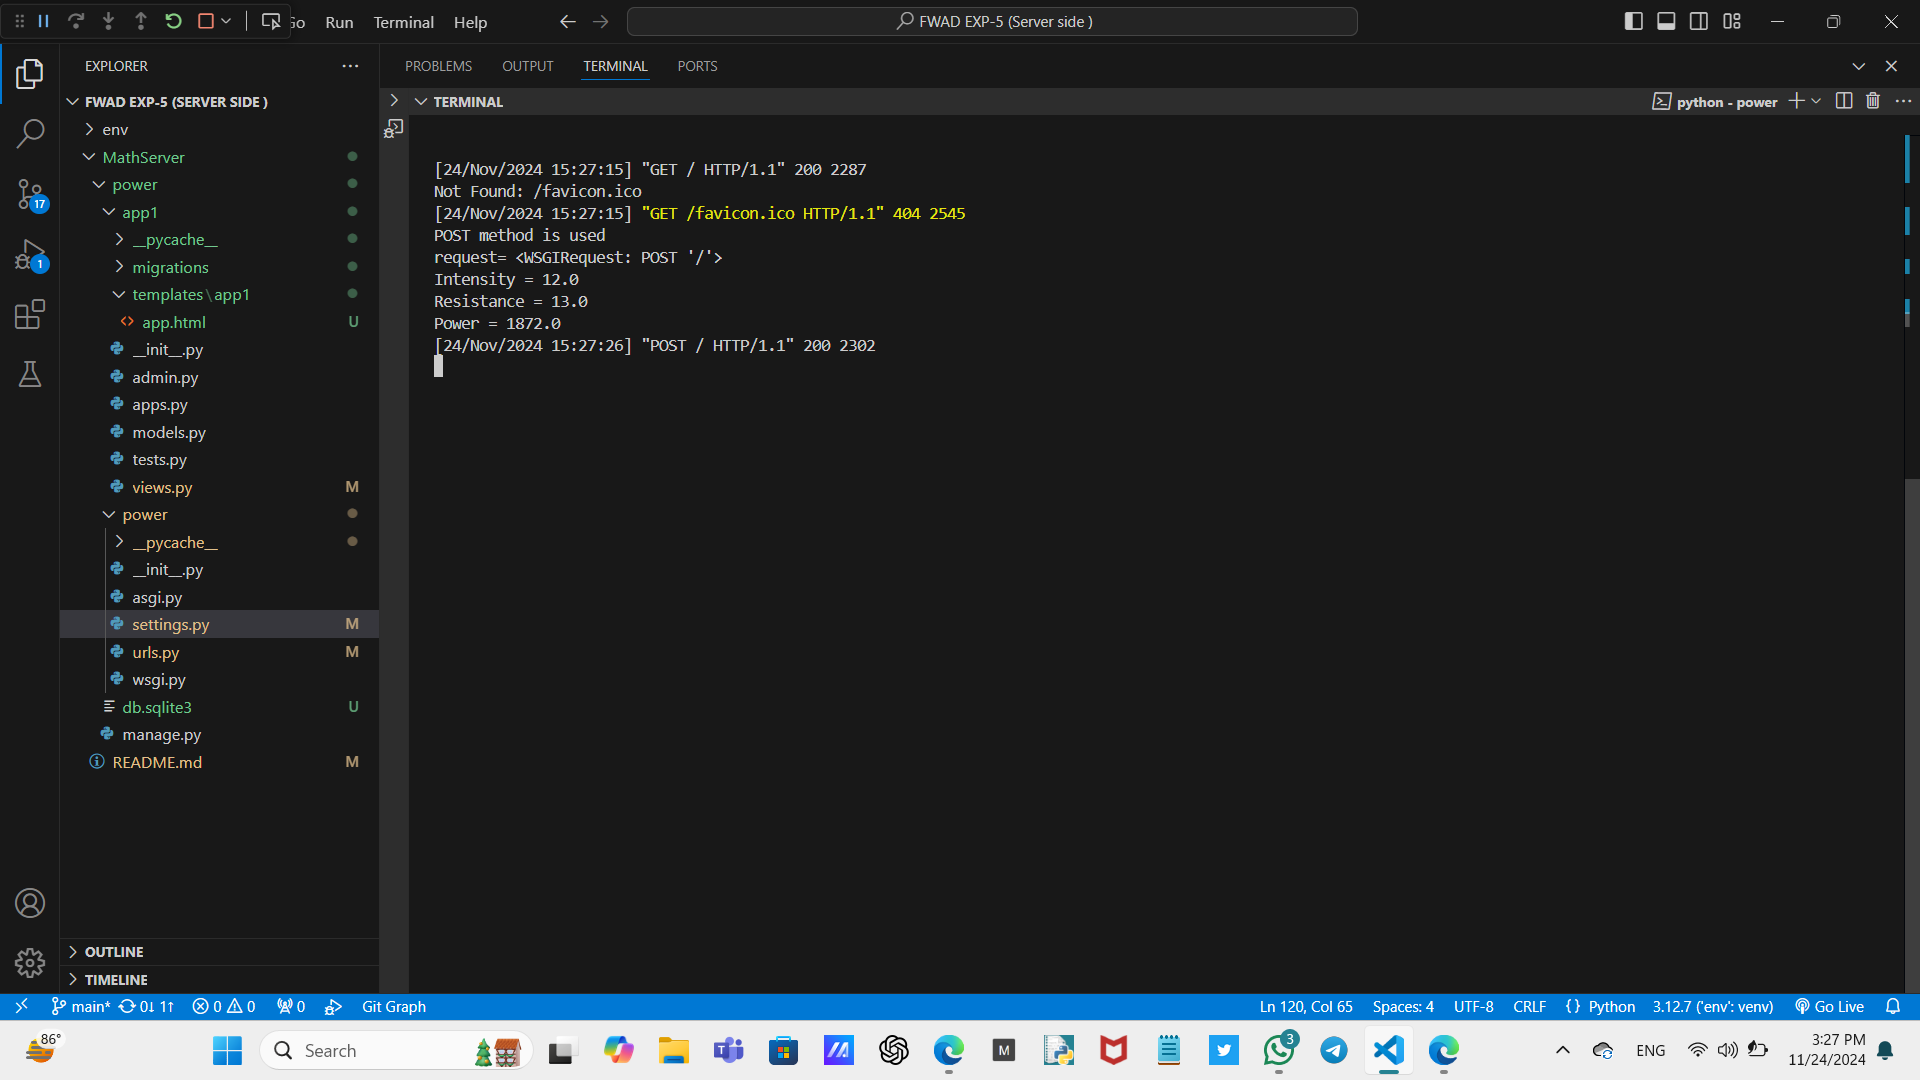 Go Run Terminal Help
FWAD EXP-5 (Server side )
EXPLORER
FWAD EXP-5 (SERVER SIDE )
env
MathServer
power
app1
__pycache__
migrations
templates\app1
app.html U
__init__.py
admin.py
apps.py
models.py
tests.py
views.py M
power
__pycache__
__init__.py
asgi.py
settings.py M
urls.py M
wsgi.py
db.sqlite3 U
manage.py
README.md M
OUTLINE
TIMELINE
17
1
PROBLEMS OUTPUT TERMINAL PORTS
TERMINAL
python - power
[24/Nov/2024 15:27:15] "GET / HTTP/1.1" 200 2287
Not Found: /favicon.ico
[24/Nov/2024 15:27:15] "GET /favicon.ico HTTP/1.1" 404 2545
POST method is used
request= <WSGIRequest: POST '/'>
Intensity = 12.0
Resistance = 13.0
Power = 1872.0
[24/Nov/2024 15:27:26] "POST / HTTP/1.1" 200 2302
main* 0↓ 1↑ 0 0 0 Git Graph
Ln 120, Col 65 Spaces: 4 UTF-8 CRLF {} Python 3.12.7 ('env': venv) Go Live
86°
Search
M
3
ENG
3:27 PM
11/24/2024